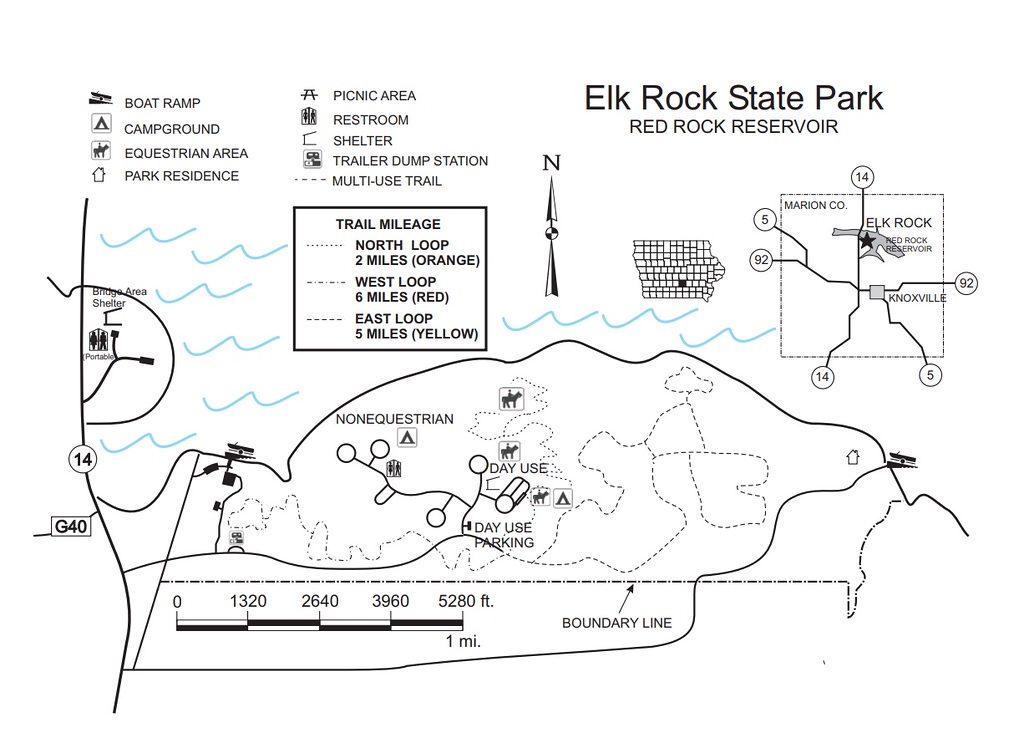 Elk Rock State Park
RED ROCK RESERVOIR
BOAT RAMP
CAMPGROUND
EQUESTRIAN AREA
PARK RESIDENCE
PICNIC AREA
RESTROOM
SHELTER
TRAILER DUMP STATION
MULTI-USE TRAIL
TRAIL MILEAGE
NORTH LOOP
2 MILES (ORANGE)
WEST LOOP
6 MILES (RED)
EAST LOOP
5 MILES (YELLOW)
N
14
MARION CO.
5
ELK ROCK
RED ROCK
RESERVOIR
92
92
KNOXVILLE
14
5
Bridge Area
Shelter
(Portable)
NONEQUESTRIAN
14
DAY USE
G40
DAY USE
PARKING
0 1320 2640 3960 5280 ft.
1 mi.
BOUNDARY LINE